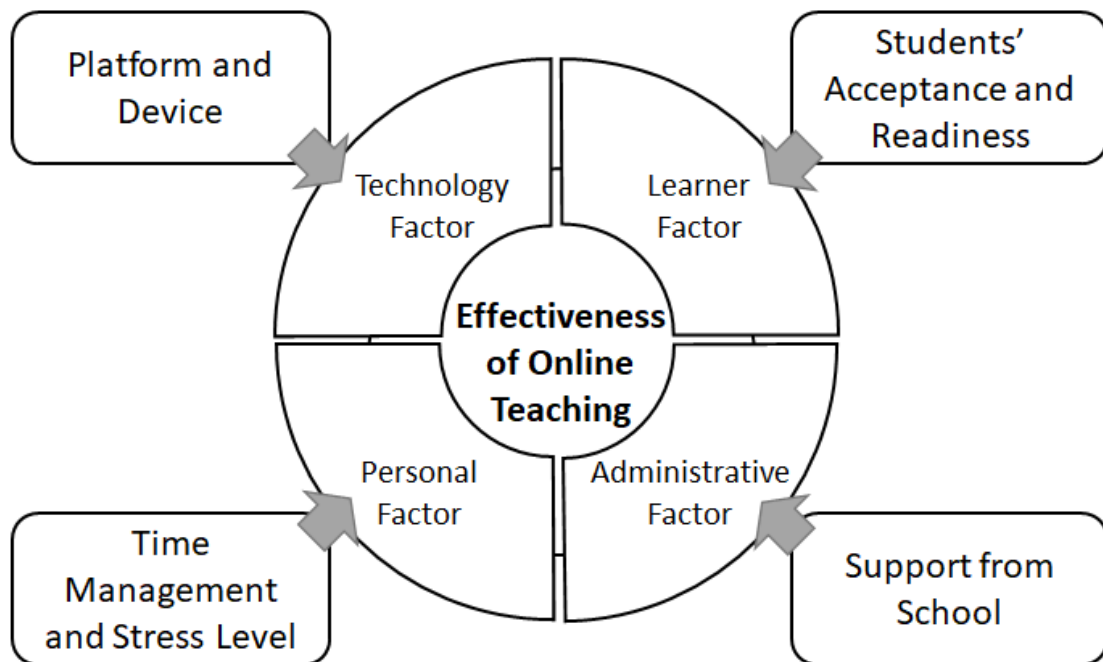 Platform and
Device
Students’
Acceptance and
Readiness
Technology
Factor
Learner
Factor
Effectiveness
of Online
Teaching
Personal
Factor
Administrative
Factor
Time
Management
and Stress Level
Support from
School